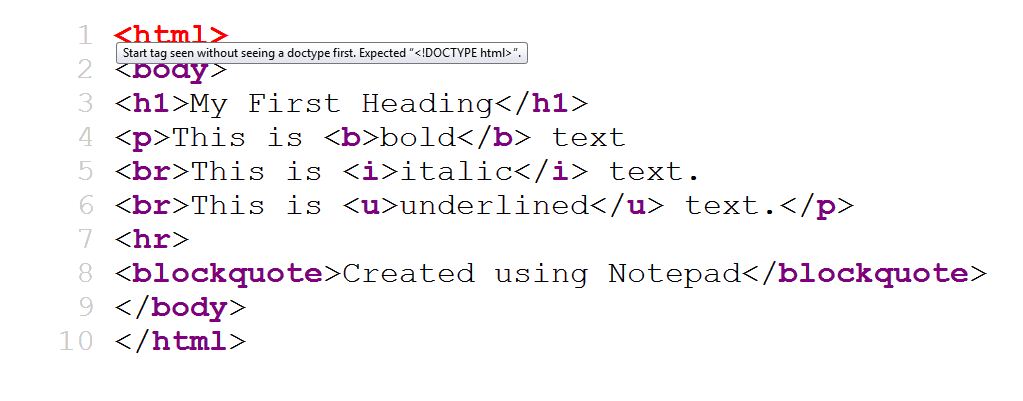 1 <html>
Start tag seen without seeing a doctype first. Expected “<!DOCTYPE html>”.
2 <body>
3 <h1>My First Heading</h1>
4 <p>This is <b>bold</b> text
5 <br>This is <i>italic</i> text.
6 <br>This is <u>underlined</u> text.</p>
7 <hr>
8 <blockquote>Created using Notepad</blockquote>
9 </body>
10 </html>